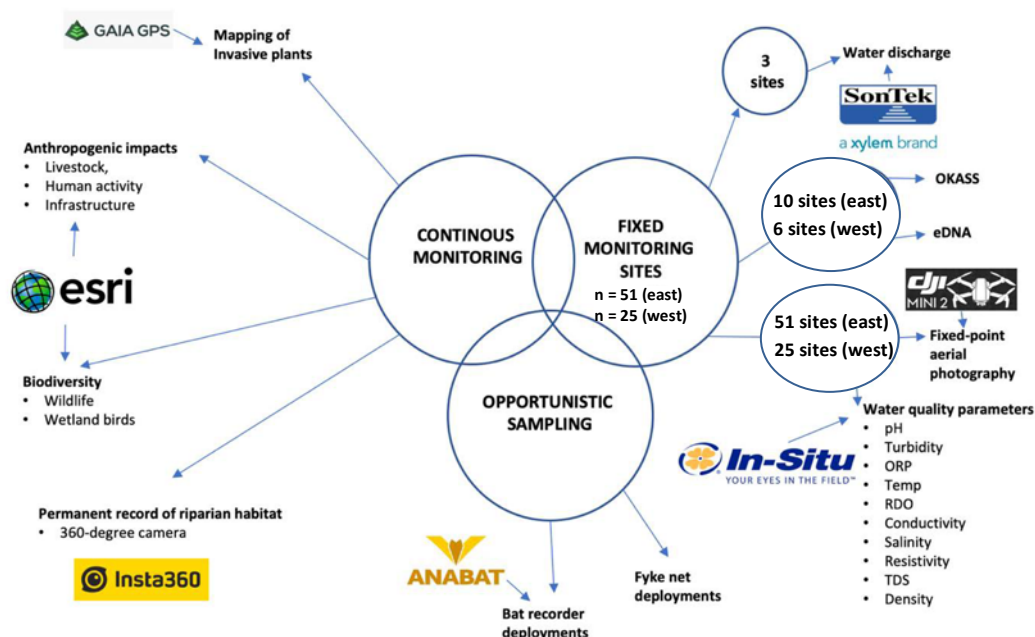 GAIA GPS
Mapping of
Invasive plants
Anthropogenic impacts
• Livestock,
• Human activity
• Infrastructure
esri
Biodiversity
• Wildlife
• Wetland birds
Permanent record of riparian habitat
• 360-degree camera
Insta360
CONTINOUS
MONITORING
FIXED
MONITORING
SITES
n = 51 (east)
n = 25 (west)
OPPORTUNISTIC
SAMPLING
ANABAT
Bat recorder
deployments
Fyke net
deployments
3
sites
Water discharge
SonTek
a xylem brand
10 sites (east)
6 sites (west)
OKASS
eDNA
51 sites (east)
25 sites (west)
dji
MINI 2
Fixed-point
aerial
photography
In-Situ
YOUR EYES IN THE FIELD™
Water quality parameters
• pH
• Turbidity
• ORP
• Temp
• RDO
• Conductivity
• Salinity
• Resistivity
• TDS
• Density